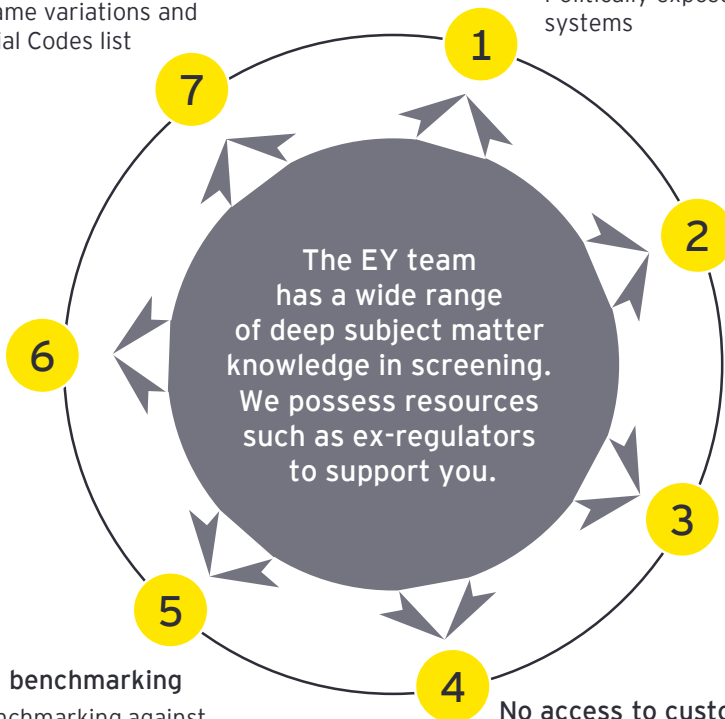 ame variations and
ial Codes list
systems
1
7
2
The EY team
has a wide range
of deep subject matter
knowledge in screening.
We possess resources
such as ex-regulators
to support you.
6
3
5
benchmarking
4
No access to custo